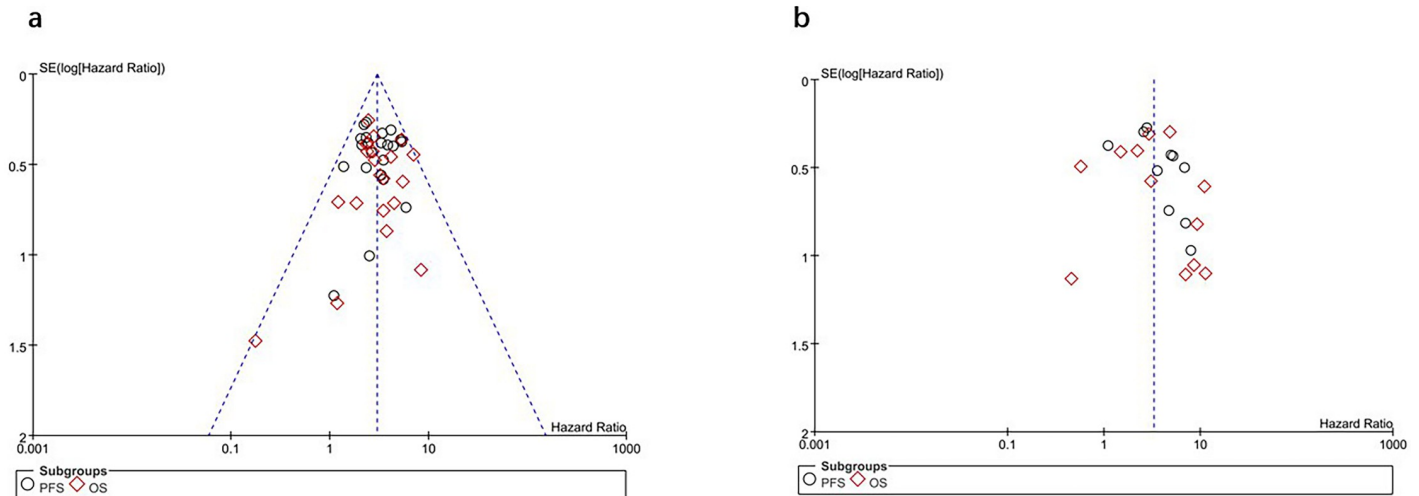 a
SE(log[Hazard Ratio])
0
0.5
1
1.5
2
Hazard Ratio
0.001
0.1
1
10
1000
Subgroups
PFS
OS
b
SE(log[Hazard Ratio])
0
0.5
1
1.5
2
Hazard Ratio
0.001
0.1
1
10
1000
Subgroups
PFS
OS